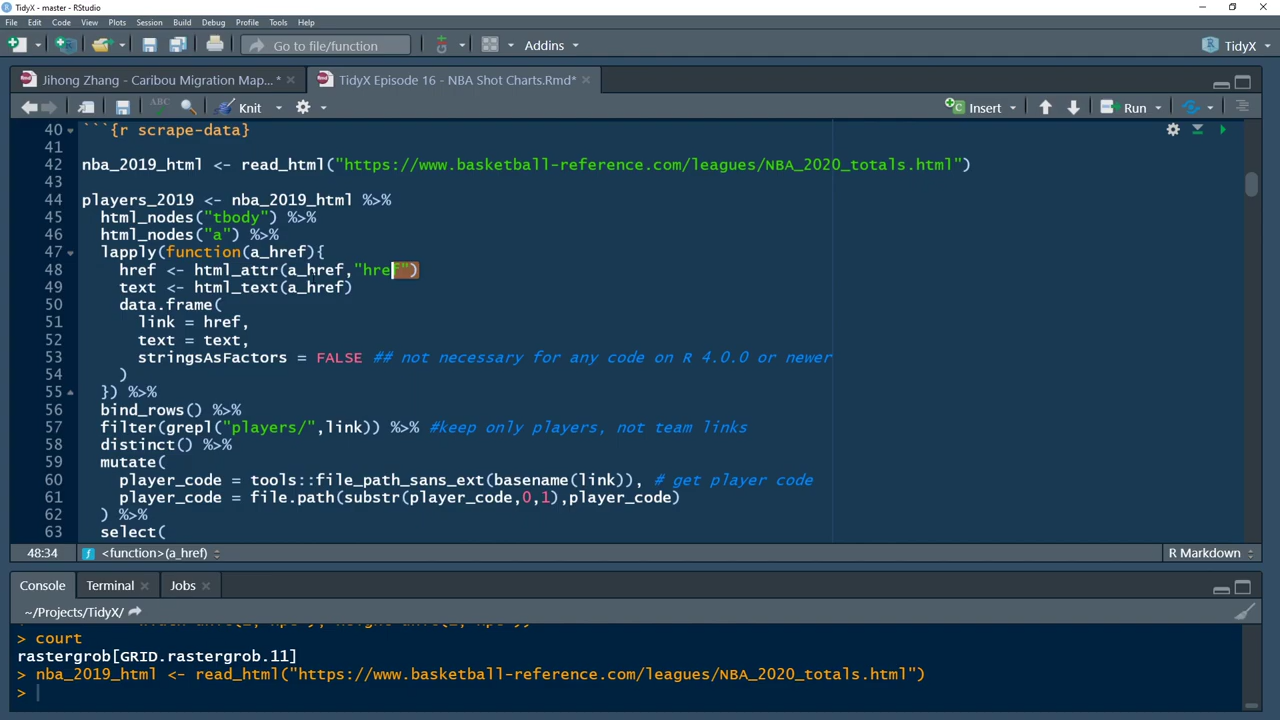 TidyX - master - RStudio
File Edit Code View Plots Session Build Debug Profile Tools Help
Go to file/function Addins TidyX
Jihong Zhang - Caribou Migration Map...* TidyX Episode 16 - NBA Shot Charts.Rmd*
ABC Knit Insert Run
40 ```{r scrape-data}
41
42 nba_2019_html <- read_html("https://www.basketball-reference.com/leagues/NBA_2020_totals.html")
43
44 players_2019 <- nba_2019_html %>%
45 html_nodes("tbody") %>%
46 html_nodes("a") %>%
47 lapply(function(a_href){
48 href <- html_attr(a_href,"href")
49 text <- html_text(a_href)
50 data.frame(
51 link = href,
52 text = text,
53 stringsAsFactors = FALSE ## not necessary for any code on R 4.0.0 or newer
54 )
55 }) %>%
56 bind_rows() %>%
57 filter(grepl("players/",link)) %>% #keep only players, not team links
58 distinct() %>%
59 mutate(
60 player_code = tools::file_path_sans_ext(basename(link)), # get player code
61 player_code = file.path(substr(player_code,0,1),player_code)
62 ) %>%
63 select(
48:34 <function>(a_href) R Markdown
Console Terminal Jobs
~/Projects/TidyX/
> court
rastergrob[GRID.rastergrob.11]
> nba_2019_html <- read_html("https://www.basketball-reference.com/leagues/NBA_2020_totals.html")
>